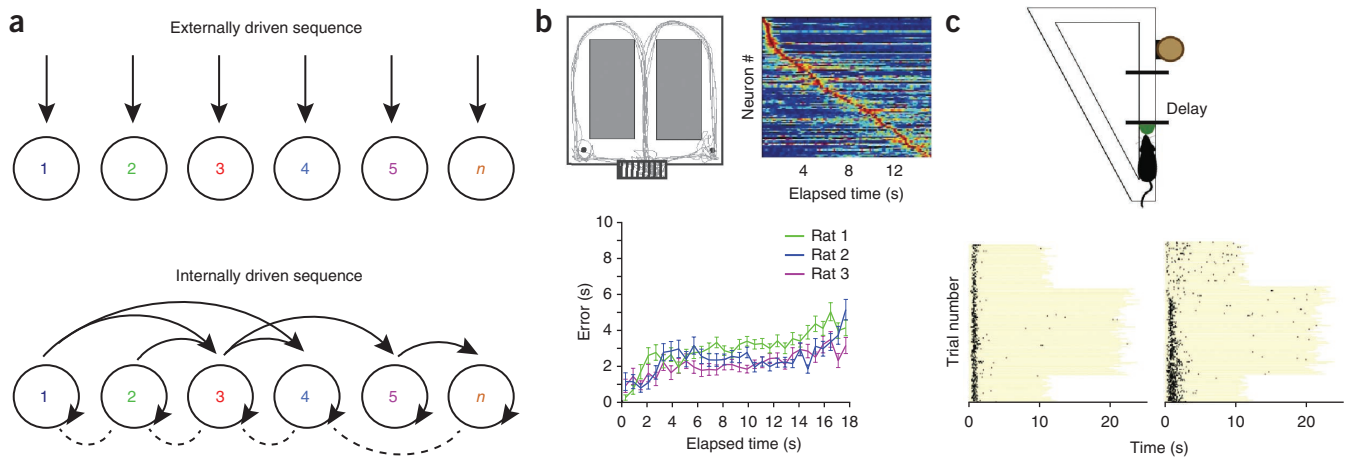 a
Externally driven sequence
1 2 3 4 5 n
Internally driven sequence
1 2 3 4 5 n
b
Neuron #
4 8 12
Elapsed time (s)
10
8
6
4
2
0
Error (s)
Rat 1
Rat 2
Rat 3
0 2 4 6 8 10 12 14 16 18
Elapsed time (s)
c
Delay
Trial number
0 10 20
0 10 20
Time (s)